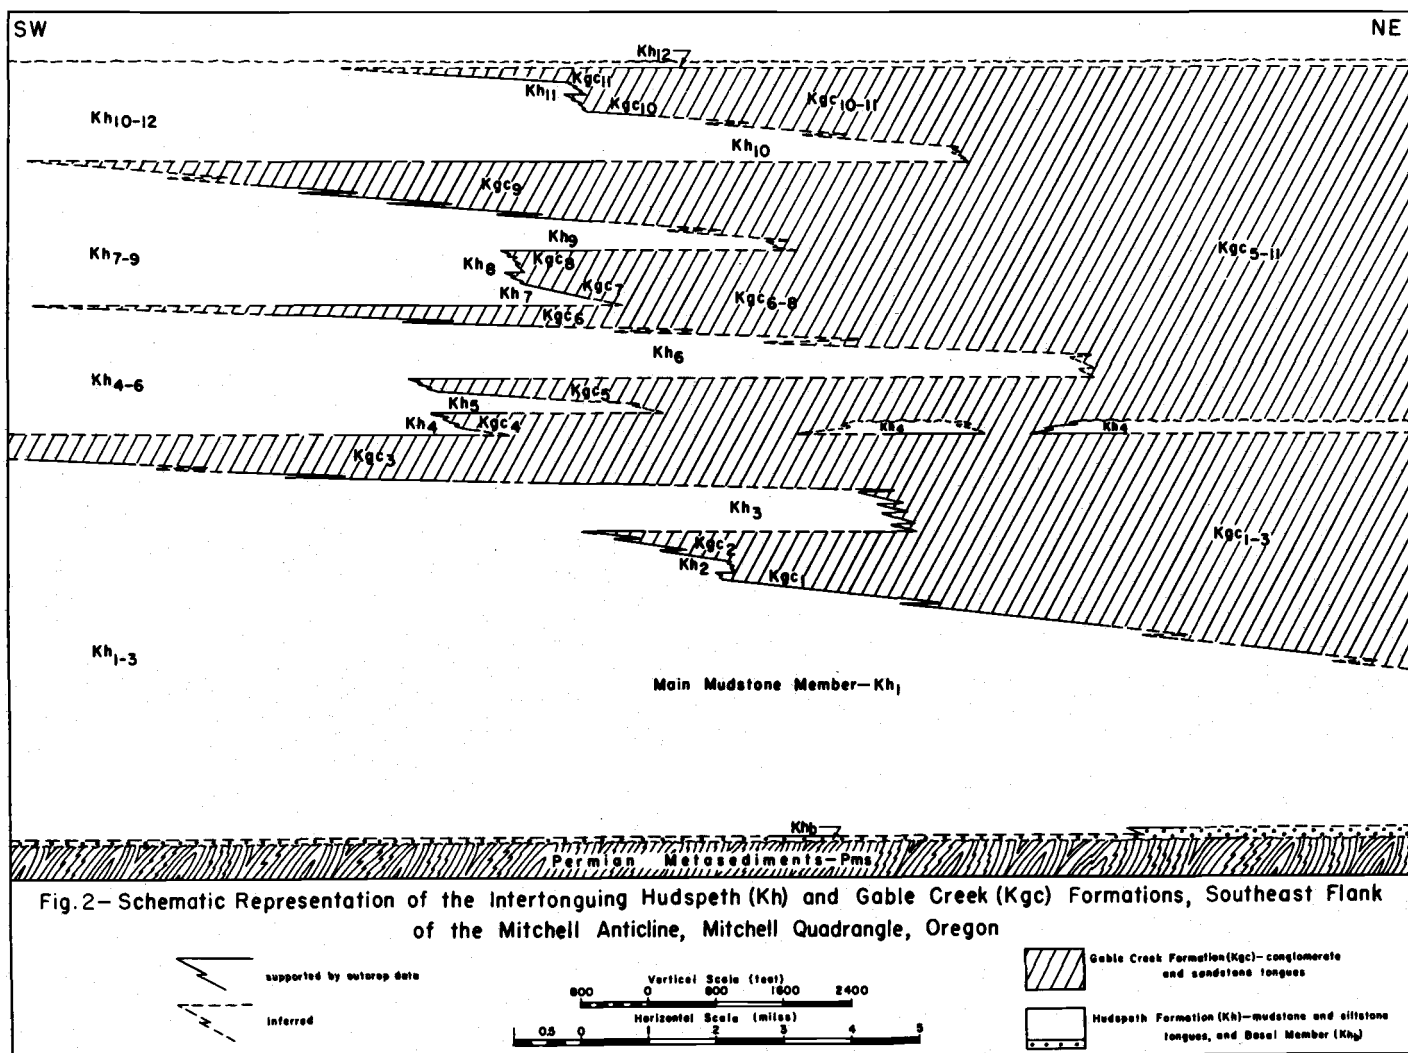 SW
NE
Kh12
Kgc11
Kh11
Kgc10
Kgc10-11
Kh10-12
Kh10
Kgc9
Kh9
Kh7-9
Kh8
Kgc8
Kgc7
Kh7
Kgc6-8
Kgc5-11
Kgc6
Kh6
Kh4-6
Kgc5
Kh5
Kh4
Kgc4
Kh4
Kh4
Kgc3
Kh3
Kgc2
Kh2
Kgc1
Kgc1-3
Kh1-3
Main Mudstone Member-Kh1
Khb
Permian Metasediments-Pms
Fig. 2- Schematic Representation of the Intertonguing Hudspeth (Kh) and Gable Creek (Kgc) Formations, Southeast Flank
of the Mitchell Anticline, Mitchell Quadrangle, Oregon
supported by outcrop data
inferred
Vertical Scale (feet)
800 0 800 1600 2400
Horizontal Scale (miles)
0.5 0 1 2 3 4 5
Gable Creek Formation (Kgc)-conglomerate
and sandstone tongues
Hudspeth Formation (Kh)-mudstone and siltstone
tongues, and Basal Member (Khb)